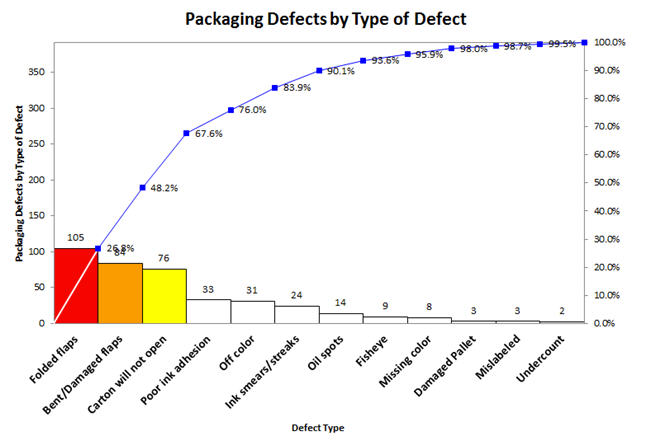 Packaging Defects by Type of Defect
Packaging Defects by Type of Defect
350
300
250
200
150
100
50
0
100.0%
90.0%
80.0%
70.0%
60.0%
50.0%
40.0%
30.0%
20.0%
10.0%
0.0%
26.8%
48.2%
67.6%
76.0%
83.9%
90.1%
93.6%
95.9%
98.0%
98.7%
99.5%
105
84
76
33
31
24
14
9
8
3
3
2
Folded flaps
Bent/Damaged flaps
Carton will not open
Poor ink adhesion
Off color
Ink smears/streaks
Oil spots
Fisheye
Missing color
Damaged Pallet
Mislabeled
Undercount
Defect Type